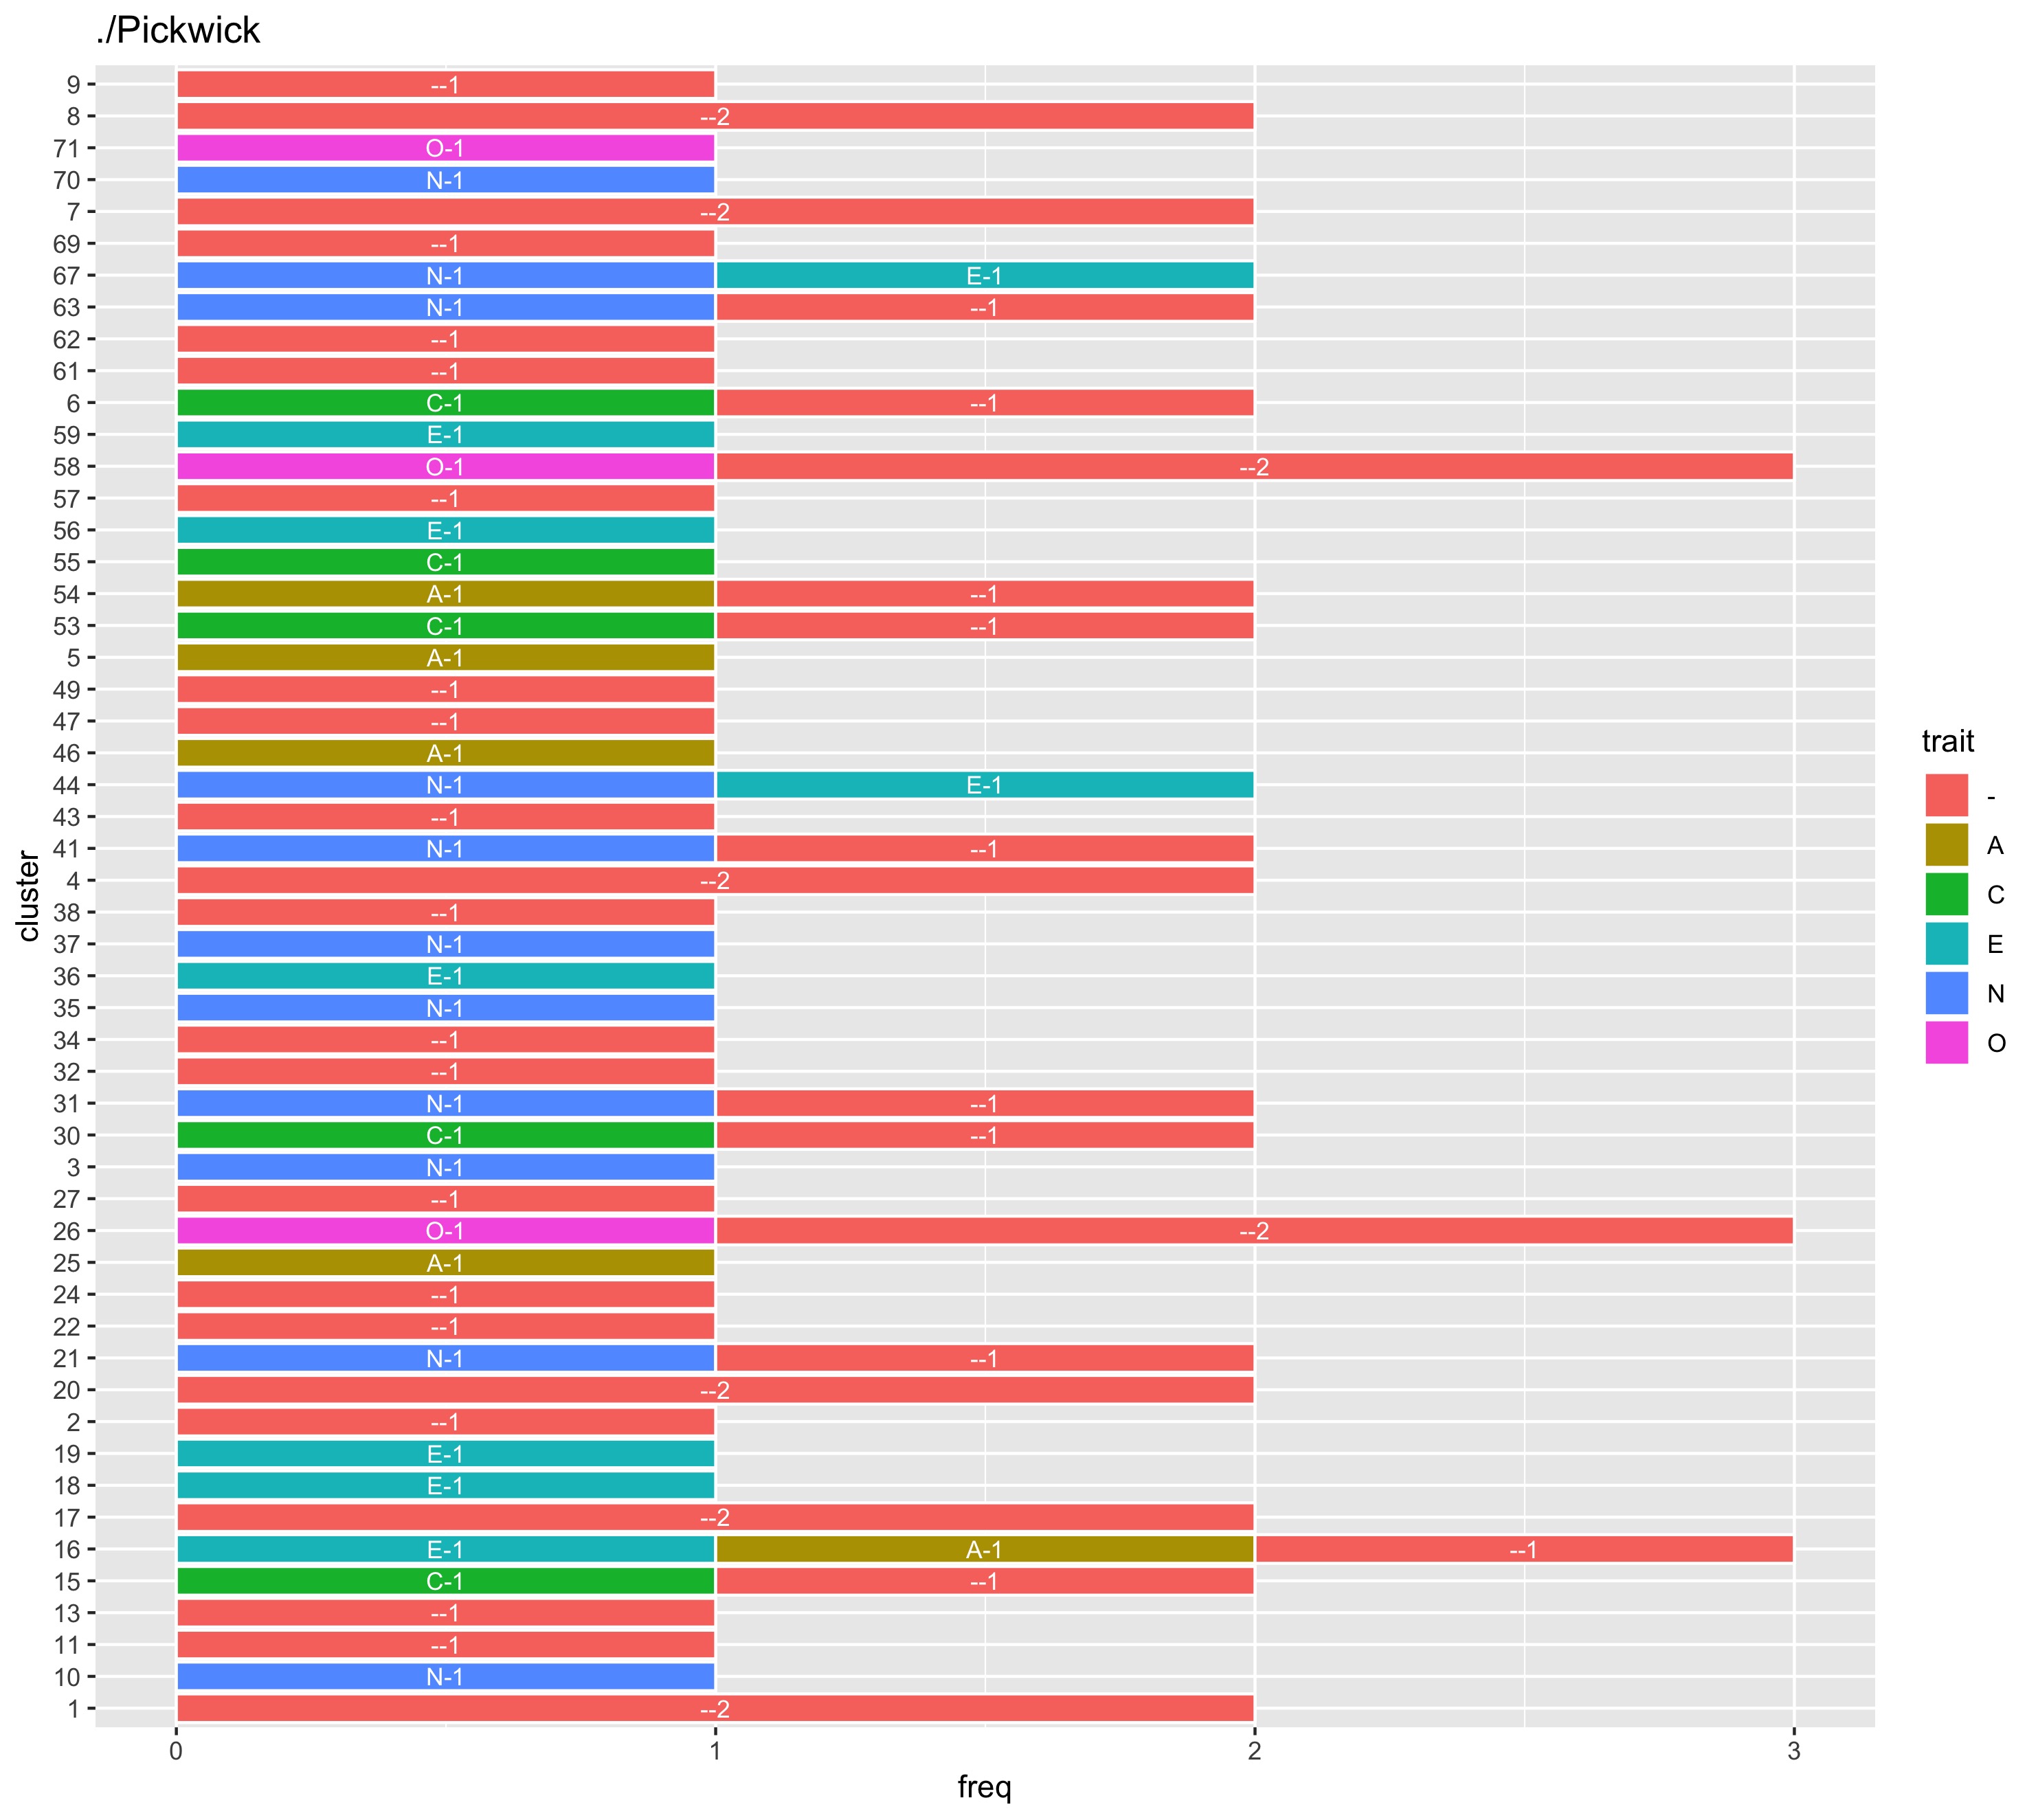 ./Pickwick
9 --1
8 --2
71 O-1
70 N-1
7 --2
69 --1
67 N-1 E-1
63 N-1 --1
62 --1
61 --1
6 C-1 --1
59 E-1
58 O-1 --2
57 --1
56 E-1
55 C-1
54 A-1 --1
53 C-1 --1
5 A-1
49 --1
47 --1
46 A-1
44 N-1 E-1
43 --1
41 N-1 --1
4 --2
38 --1
37 N-1
36 E-1
35 N-1
34 --1
32 --1
31 N-1 --1
30 C-1 --1
3 N-1
27 --1
26 O-1 --2
25 A-1
24 --1
22 --1
21 N-1 --1
20 --2
2 --1
19 E-1
18 E-1
17 --2
16 E-1 A-1 --1
15 C-1 --1
13 --1
11 --1
10 N-1
1 --2
0 1 2 3
freq
cluster
trait
-
A
C
E
N
O